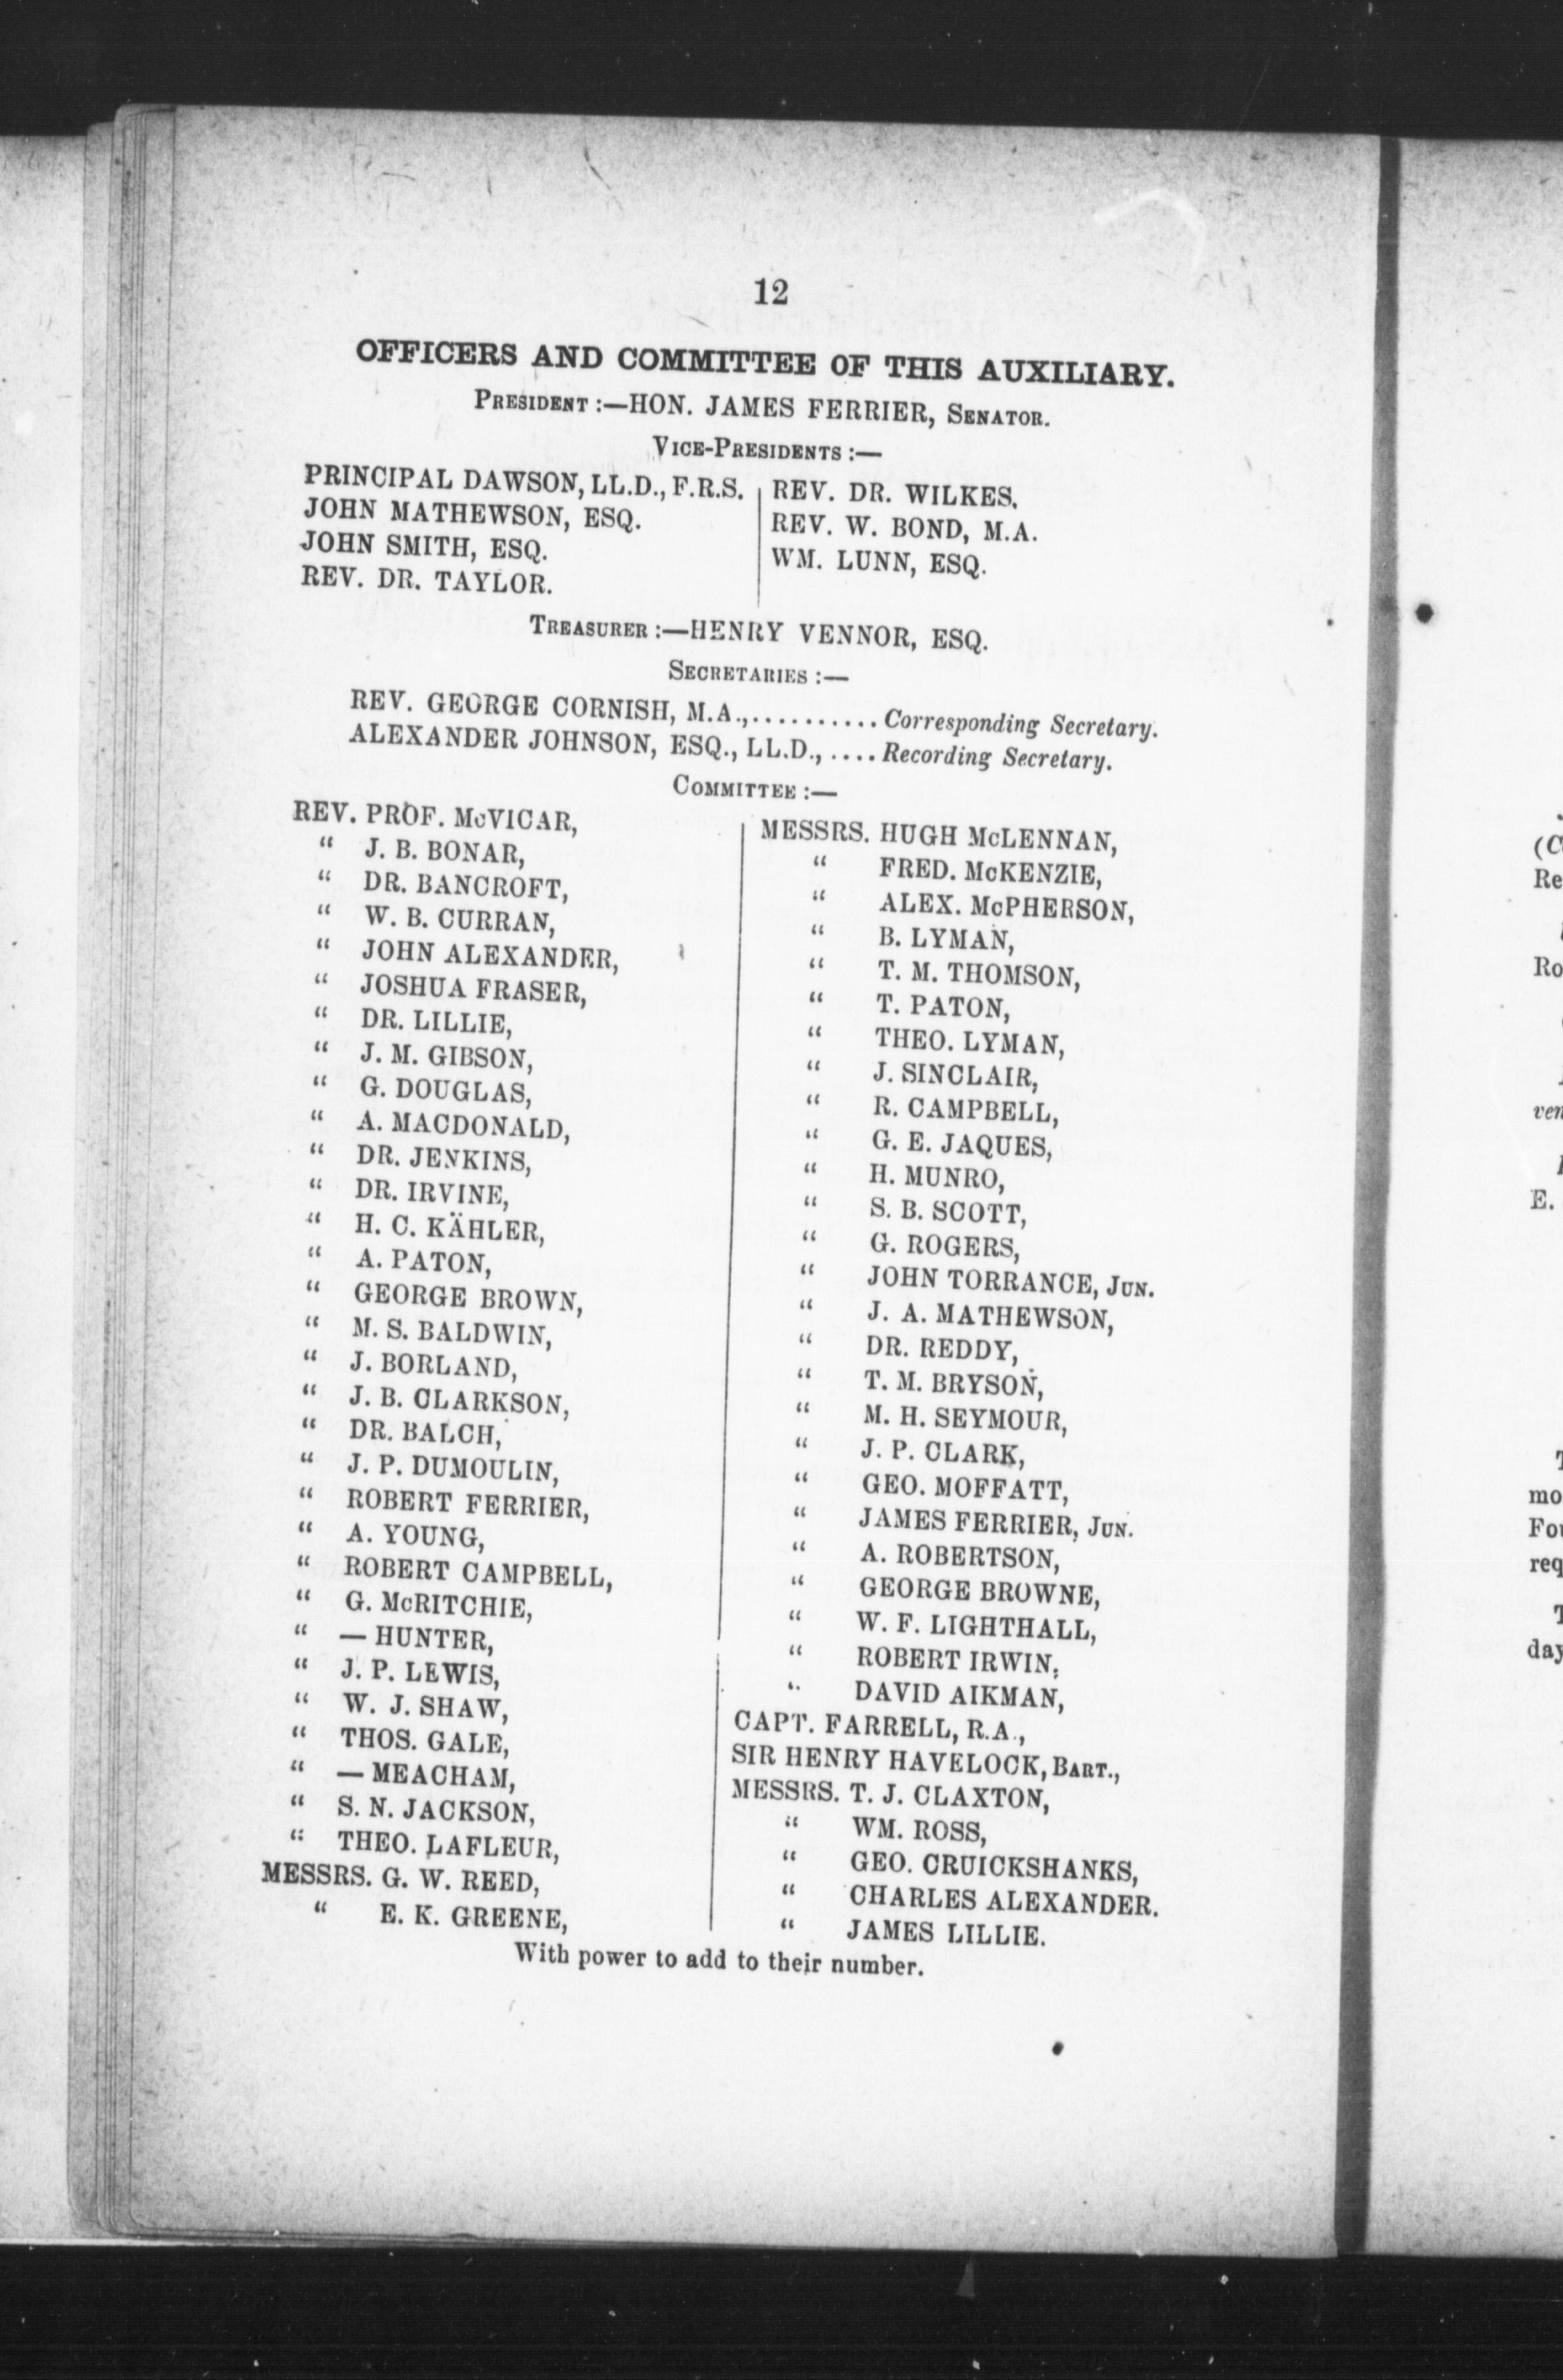 12
OFFICERS AND COMMITTEE OF THIS AUXILIARY.
PRESIDENT :—HON. JAMES FERRIER, SENATOR.
VICE-PRESIDENTS :—
PRINCIPAL DAWSON, LL.D., F.R.S.
JOHN MATHEWSON, ESQ.
JOHN SMITH, ESQ.
REV. DR. TAYLOR.
REV. DR. WILKES.
REV. W. BOND, M.A.
WM. LUNN, ESQ.
TREASURER :—HENRY VENNOR, ESQ.
SECRETARIES :—
REV. GEORGE CORNISH, M.A.,.......... Corresponding Secretary.
ALEXANDER JOHNSON, ESQ., LL.D., .... Recording Secretary.
COMMITTEE :—
REV. PROF. McVICAR,
“ J. B. BONAR,
“ DR. BANCROFT,
“ W. B. CURRAN,
“ JOHN ALEXANDER,
“ JOSHUA FRASER,
“ DR. LILLIE,
“ J. M. GIBSON,
“ G. DOUGLAS,
“ A. MACDONALD,
“ DR. JENKINS,
“ DR. IRVINE,
“ H. C. KÄHLER,
“ A. PATON,
“ GEORGE BROWN,
“ M. S. BALDWIN,
“ J. BORLAND,
“ J. B. CLARKSON,
“ DR. BALCH,
“ J. P. DUMOULIN,
“ ROBERT FERRIER,
“ A. YOUNG,
“ ROBERT CAMPBELL,
“ G. McRITCHIE,
“ — HUNTER,
“ J. P. LEWIS,
“ W. J. SHAW,
“ THOS. GALE,
“ — MEACHAM,
“ S. N. JACKSON,
“ THEO. LAFLEUR,
MESSRS. G. W. REED,
“ E. K. GREENE,
MESSRS. HUGH McLENNAN,
“ FRED. McKENZIE,
“ ALEX. McPHERSON,
“ B. LYMAN,
“ T. M. THOMSON,
“ T. PATON,
“ THEO. LYMAN,
“ J. SINCLAIR,
“ R. CAMPBELL,
“ G. E. JAQUES,
“ H. MUNRO,
“ S. B. SCOTT,
“ G. ROGERS,
“ JOHN TORRANCE, JUN.
“ J. A. MATHEWSON,
“ DR. REDDY,
“ T. M. BRYSON,
“ M. H. SEYMOUR,
“ J. P. CLARK,
“ GEO. MOFFATT,
“ JAMES FERRIER, JUN.
“ A. ROBERTSON,
“ GEORGE BROWNE,
“ W. F. LIGHTHALL,
“ ROBERT IRWIN,
“ DAVID AIKMAN,
CAPT. FARRELL, R.A.,
SIR HENRY HAVELOCK, BART.,
MESSRS. T. J. CLAXTON,
“ WM. ROSS,
“ GEO. CRUICKSHANKS,
“ CHARLES ALEXANDER.
“ JAMES LILLIE.
With power to add to their number.
Re
Ro
ven
E.
mo
req
day